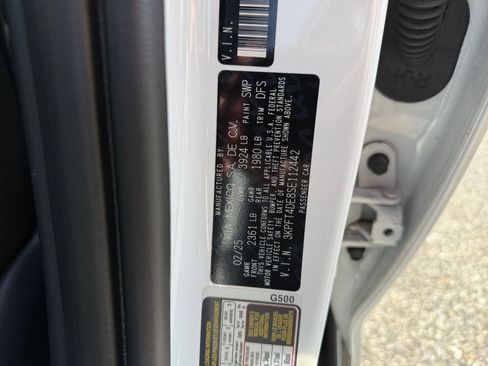 V.I.N.
MANUFACTURED BY
KIA MEXICO, S.A. DE C.V.
02/25 GVWR 3924 LB PAINT SWP
GAWR FRONT 2361 LB GAWR REAR 1980 LB TRIM DFS
THIS VEHICLE CONFORMS TO ALL APPLICABLE U.S.A. FEDERAL
MOTOR VEHICLE SAFETY, BUMPER, AND THEFT PREVENTION STANDARDS
IN EFFECT ON THE DATE OF MANUFACTURE SHOWN ABOVE.
V.I.N. 3KPFT4DE8SE112442
PASSENGER CAR
G500